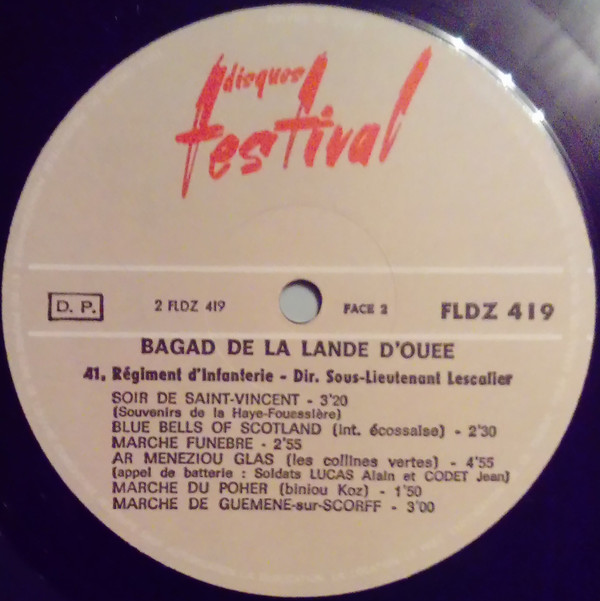 disques
festival
D. P.
2 FLDZ 419
FACE 2
FLDZ 419
BAGAD DE LA LANDE D'OUEE
41. Régiment d'Infanterie - Dir. Sous-Lieutenant Lescalier
SOIR DE SAINT-VINCENT - 3'20
(Souvenirs de la Haye-Fouessière)
BLUE BELLS OF SCOTLAND (int. écossaise) - 2'30
MARCHE FUNEBRE - 2'55
AR MENEZIOU GLAS (les collines vertes) - 4'55
(appel de batterie : Soldats LUCAS Alain et CODET Jean)
MARCHE DU POHER (biniou Koz) - 1'50
MARCHE DE GUEMENE-sur-SCORFF - 3'00